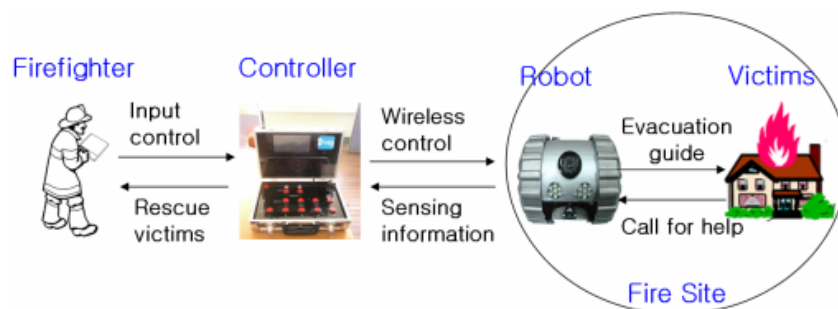 Firefighter
Controller
Robot
Victims
Input
control
Wireless
control
Evacuation
guide
Rescue
victims
Sensing
information
Call for help
Fire Site